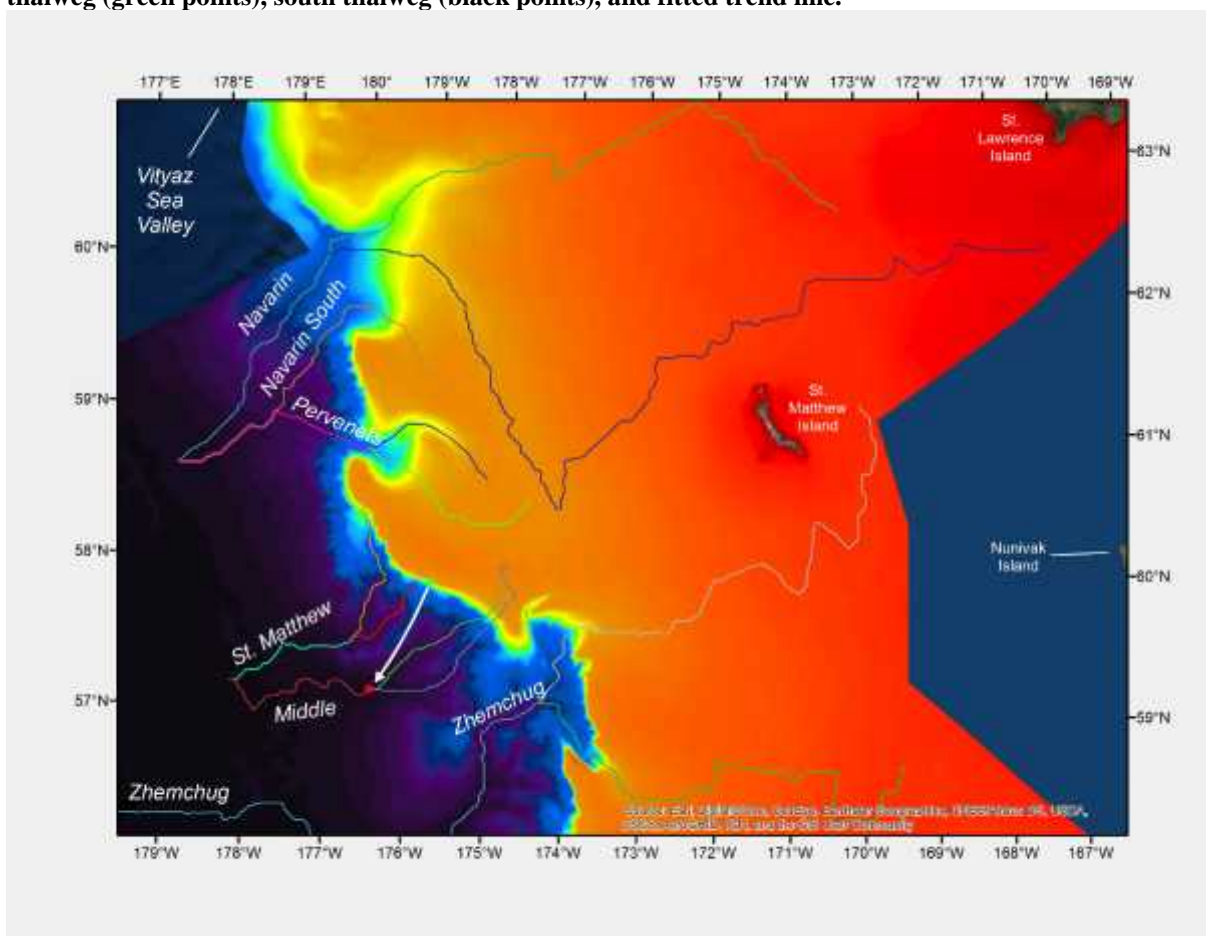 thalweg (green points), south thalweg (black points), and fitted trend line.
177°E 178°E 179°E 180° 179°W 178°W 177°W 176°W 175°W 174°W 173°W 172°W 171°W 170°W 169°W
St.
Lawrence
Island
63°N
Vityaz
Sea
Valley
60°N
Navarin
Navarin South
62°N
59°N
Pervenets
St.
Matthew
Island
61°N
58°N
Nunivak
Island
60°N
St. Matthew
57°N
Middle
Zhemchug
59°N
Zhemchug
179°W 178°W 177°W 176°W 175°W 174°W 173°W 172°W 171°W 170°W 169°W 168°W 167°W